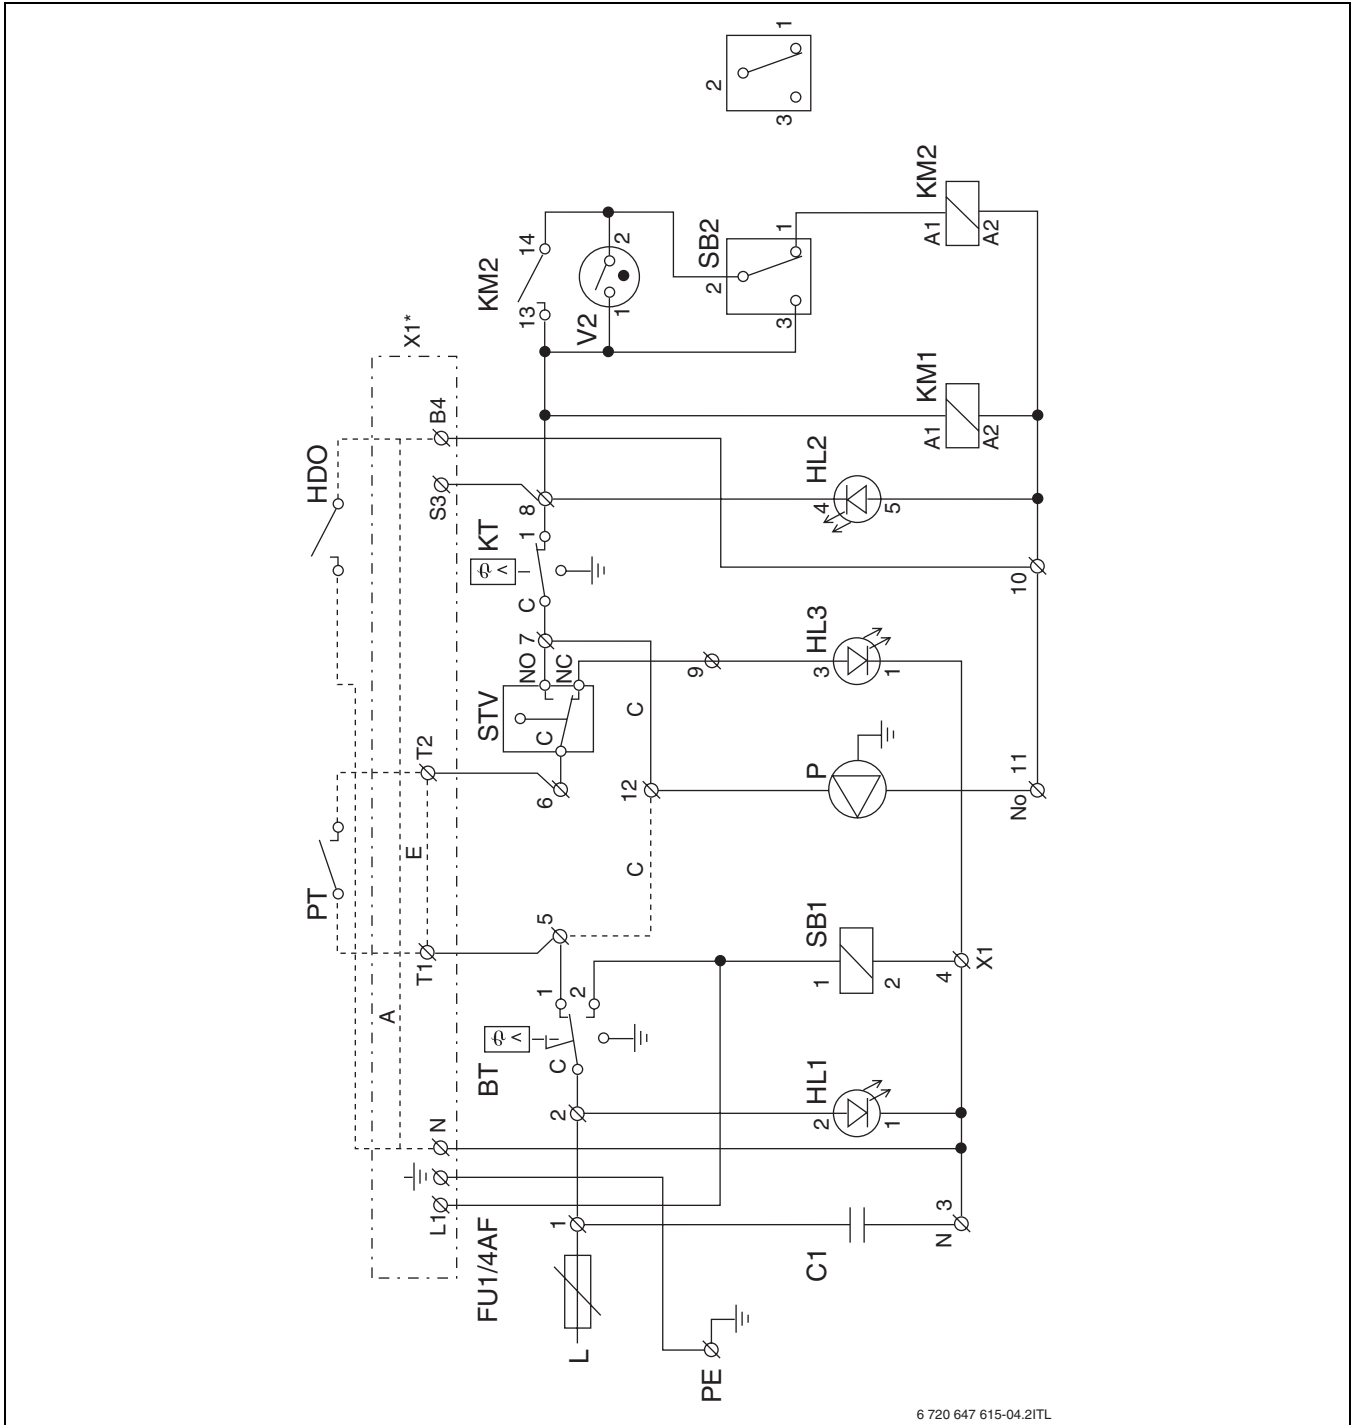 1
2
3
KM2
A1
A2
14
2
SB2
1
KM2
13
V2
1
2
3
X1*
KM1
A1
A2
B4
HL2
HDO
S3
8
4
5
KT
1
ϑ
<
C
10
NO
7
NC
9
HL3
3
1
STV
C
C
T2
6
12
P
No
11
E
C
PT
5
T1
SB1
1
2
4
X1
1
2
A
ϑ
<
BT
C
HL1
2
1
2
N
L1
1
3
N
FU1/4AF
C1
L
PE
6 720 647 615-04.2ITL